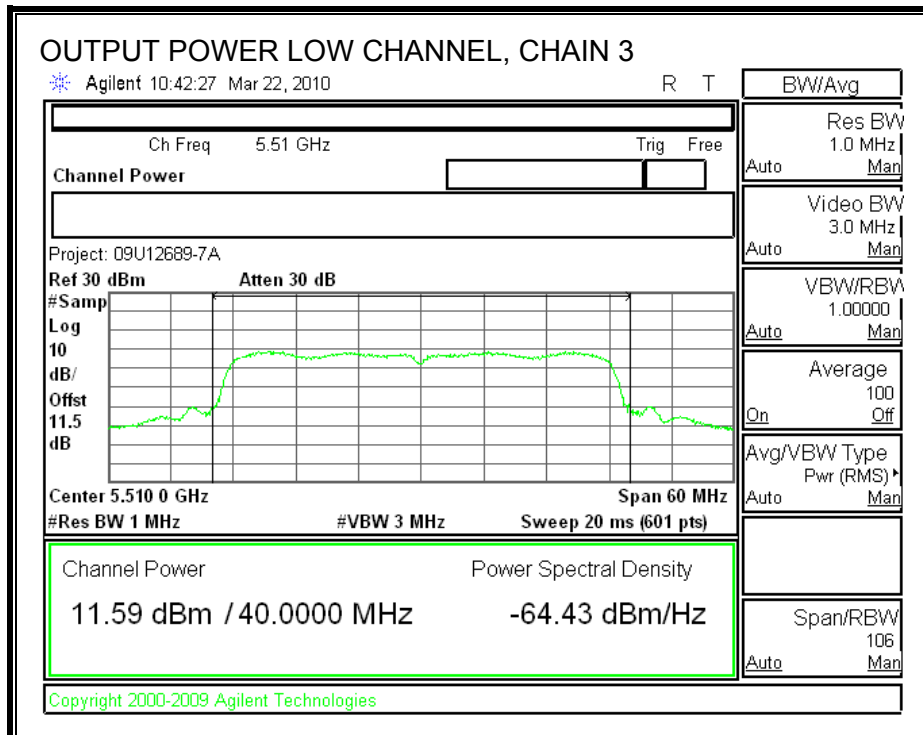 OUTPUT POWER LOW CHANNEL, CHAIN 3
Agilent 10:42:27 Mar 22, 2010 R T
Ch Freq 5.51 GHz Trig Free
Channel Power
Project: 09U12689-7A
Ref 30 dBm Atten 30 dB
#Samp
Log
10
dB/
Offst
11.5
dB
Center 5.510 0 GHz Span 60 MHz
#Res BW 1 MHz #VBW 3 MHz Sweep 20 ms (601 pts)
Channel Power Power Spectral Density
11.59 dBm / 40.0000 MHz -64.43 dBm/Hz
Copyright 2000-2009 Agilent Technologies
BW/Avg
Res BW
1.0 MHz
Auto Man
Video BW
3.0 MHz
Auto Man
VBW/RBW
1.00000
Auto Man
Average
100
On Off
Avg/VBW Type
Pwr (RMS)
Auto Man
Span/RBW
106
Auto Man